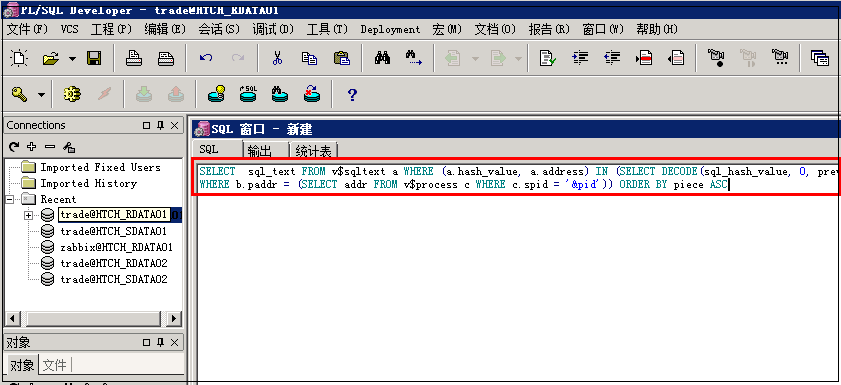 PL/SQL Developer - trade@HTCH_RDATA01
文件(F) VCS 工程(P) 编辑(E) 会话(S) 调试(D) 工具(T) Deployment 宏(M) 文档(O) 报告(R) 窗口(W) 帮助(H)
SQL
?
Connections
Imported Fixed Users
Imported History
Recent
trade@HTCH_RDATA01
trade@HTCH_SDATA01
zabbix@HTCH_RDATA01
trade@HTCH_RDATA02
trade@HTCH_SDATA02
对象
对象 文件
SQL 窗口 - 新建
SQL 输出 统计表
SELECT sql_text FROM v$sqltext a WHERE (a.hash_value, a.address) IN (SELECT DECODE(sql_hash_value, 0, prev
WHERE b.paddr = (SELECT addr FROM v$process c WHERE c.spid = '&pid')) ORDER BY piece ASC